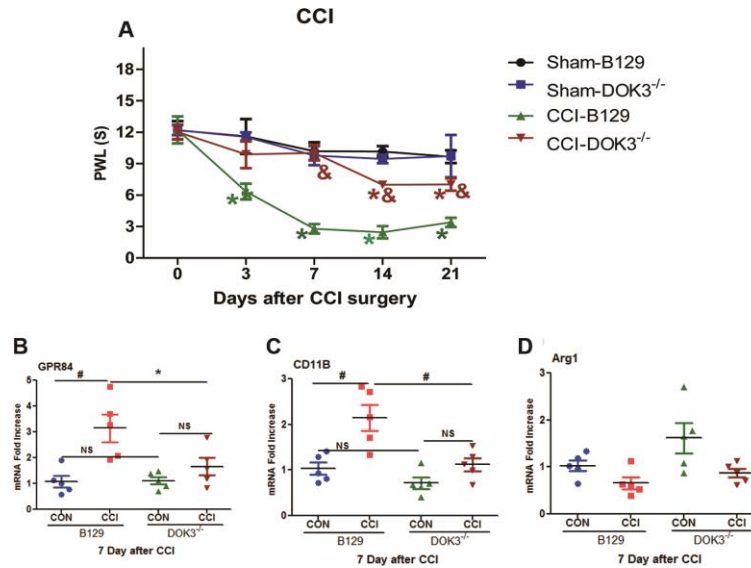 CCI
A
Sham-B129
Sham-DOK3-/-
CCI-B129
CCI-DOK3-/-
PWL (S)
18
15
12
9
6
3
0
&
*& *&
* * * *
0 3 7 14 21
Days after CCI surgery
B
GPR84
# *
NS
NS
mRNA Fold Increase
5
4
3
2
1
0
CON CCI CON CCI
B129 DOK3-/-
7 Day after CCI
C
CD11B
# #
NS NS
mRNA Fold Increase
3
2
1
0
CON CCI CON CCI
B129 DOK3-/-
7 Day after CCI
D
Arg1
mRNA Fold Increase
4
3
2
1
0
CON CCI CON CCI
B129 DOK3-/-
7 Day after CCI